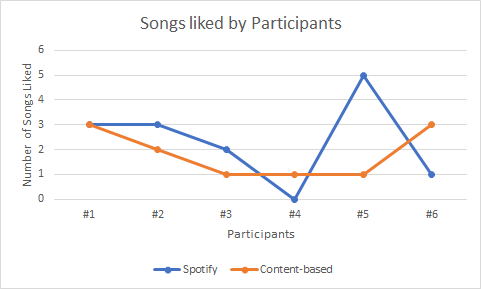 Songs liked by Participants
Number of Songs Liked
6
5
4
3
2
1
0
#1 #2 #3 #4 #5 #6
Participants
Spotify Content-based